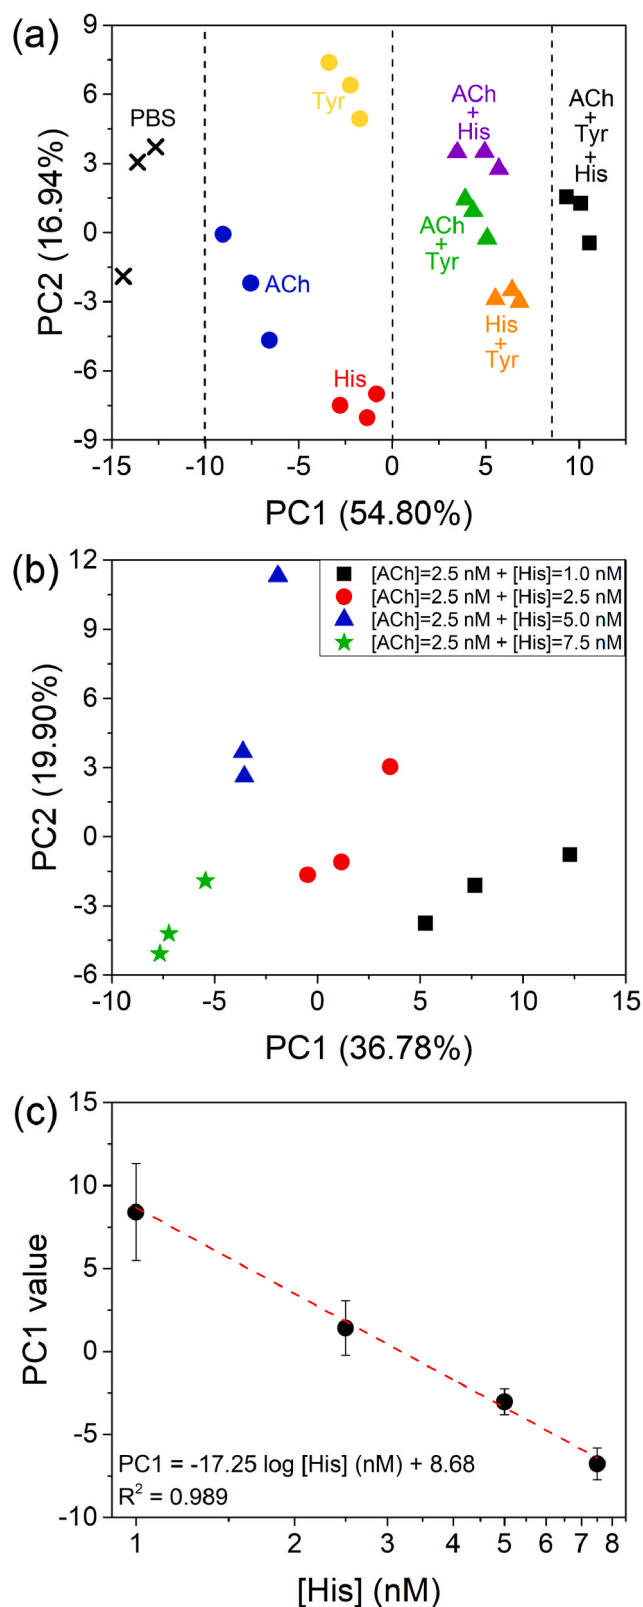 (a)
9
6
3
0
-3
-6
-9
PC2 (16.94%)
PBS
Tyr
ACh
+
His
ACh
+
Tyr
+
His
ACh
+
Tyr
ACh
His
+
Tyr
His
-15
-10
-5
0
5
10
PC1 (54.80%)
(b)
12
9
6
3
0
-3
-6
PC2 (19.90%)
[ACh]=2.5 nM + [His]=1.0 nM
[ACh]=2.5 nM + [His]=2.5 nM
[ACh]=2.5 nM + [His]=5.0 nM
[ACh]=2.5 nM + [His]=7.5 nM
-10
-5
0
5
10
15
PC1 (36.78%)
(c)
15
10
5
0
-5
-10
PC1 value
PC1 = -17.25 log [His] (nM) + 8.68
R² = 0.989
1
2
3
4
5
6
7
8
[His] (nM)